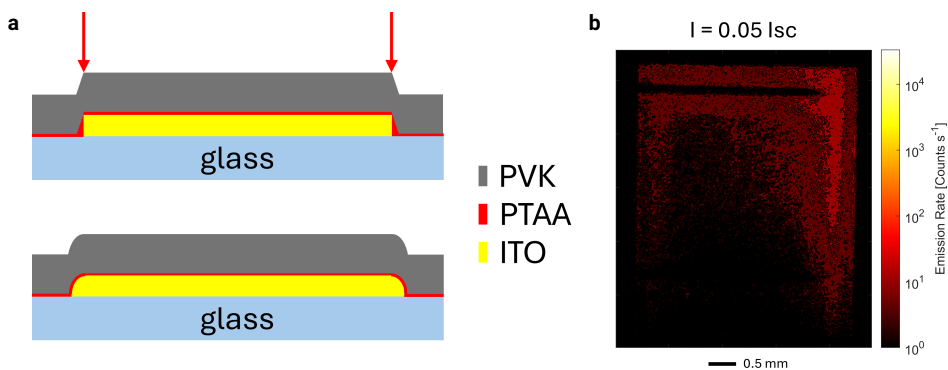 a
glass
glass
PVK
PTAA
ITO
b
I = 0.05 Isc
10⁴
10³
10²
10¹
10⁰
Emission Rate [Counts s⁻¹]
0.5 mm